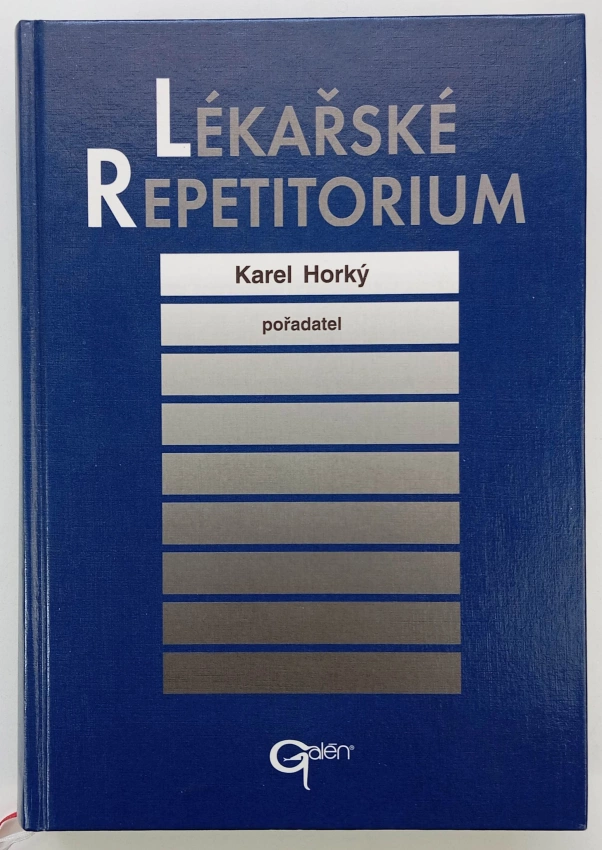 LÉKAŘSKÉ
REPETITORIUM
Karel Horký
pořadatel
Galén®